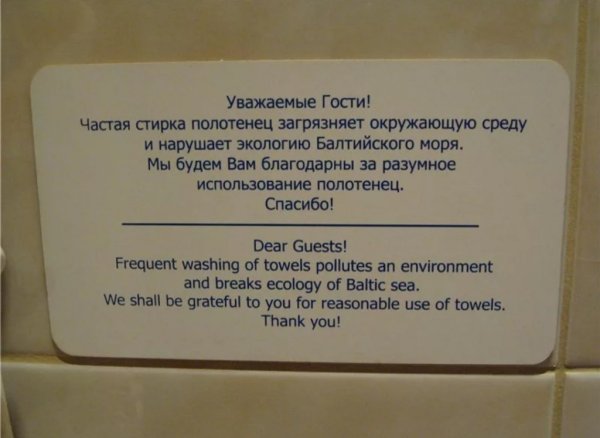 Уважаемые Гости!
Частая стирка полотенец загрязняет окружающую среду
и нарушает экологию Балтийского моря.
Мы будем Вам благодарны за разумное
использование полотенец.
Спасибо!
Dear Guests!
Frequent washing of towels pollutes an environment
and breaks ecology of Baltic sea.
We shall be grateful to you for reasonable use of towels.
Thank you!